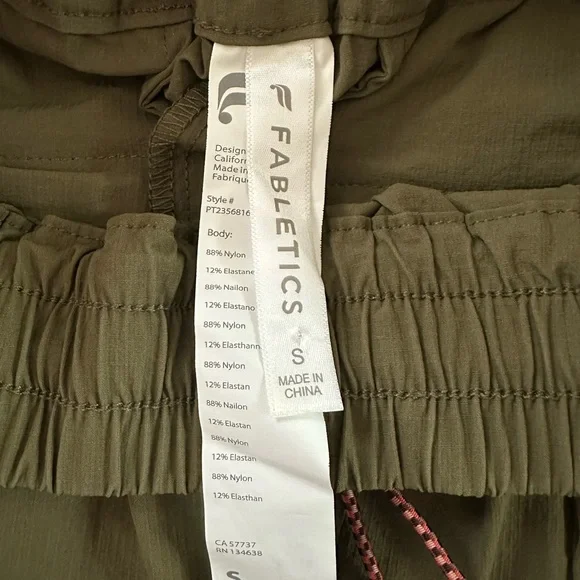 Design
Californ
Made in
Fabriqu
Style #
PT2356816
Body:
88% Nylon
12% Elastane
88% Nailon
12% Elastano
88% Nylon
12% Elasthann
88% Nylon
12% Elastan
88% Nailon
12% Elastan
88% Nylon
12% Elastan
88% Nylon
12% Elasthan
CA 57737
RN 134638
S
FABLETICS
S
MADE IN
CHINA